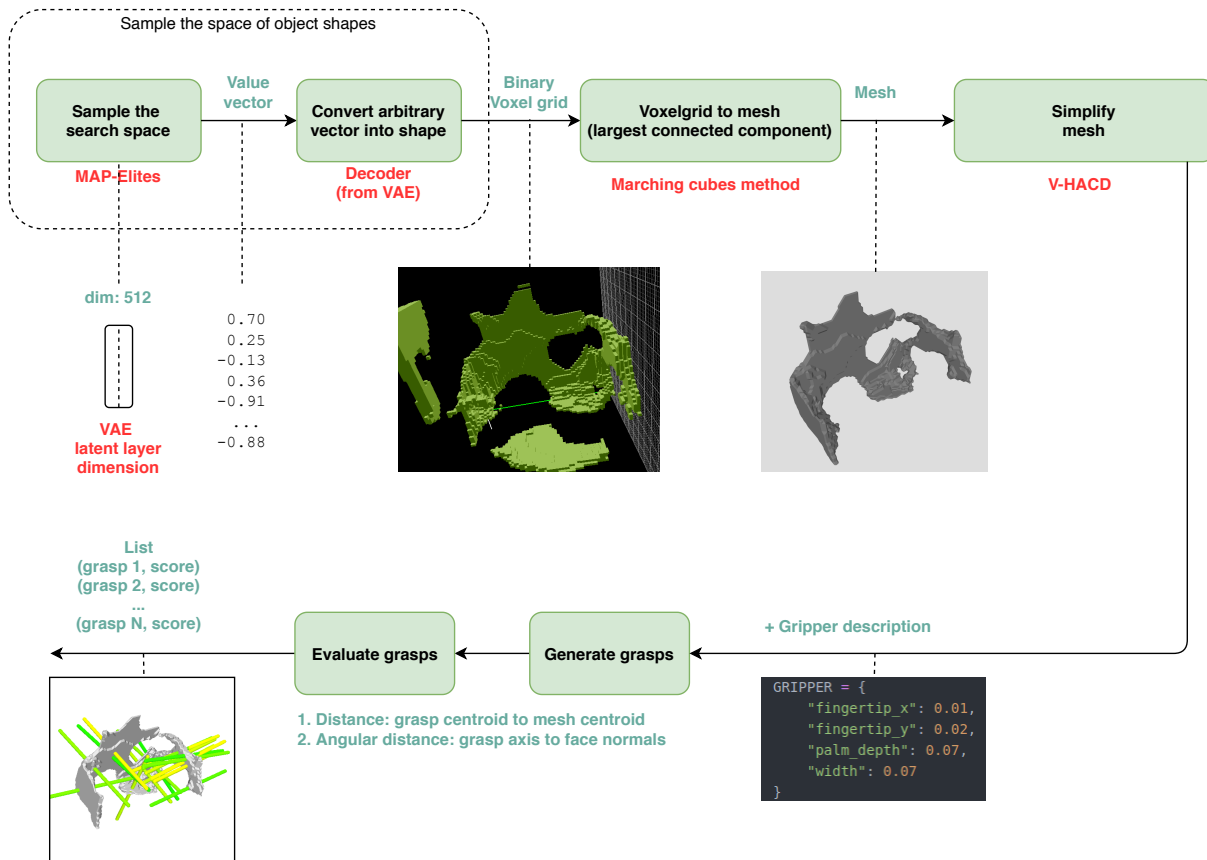 Sample the space of object shapes
Sample the
search space
MAP-Elites
Value
vector
Convert arbitrary
vector into shape
Decoder
(from VAE)
Binary
Voxel grid
Voxelgrid to mesh
(largest connected component)
Marching cubes method
Mesh
Simplify
mesh
V-HACD
dim: 512
VAE
latent layer
dimension
0.70
0.25
-0.13
0.36
-0.91
...
-0.88
List
(grasp 1, score)
(grasp 2, score)
...
(grasp N, score)
Evaluate grasps
1. Distance: grasp centroid to mesh centroid
2. Angular distance: grasp axis to face normals
Generate grasps
+ Gripper description
GRIPPER = {
"fingertip_x": 0.01,
"fingertip_y": 0.02,
"palm_depth": 0.07,
"width": 0.07
}